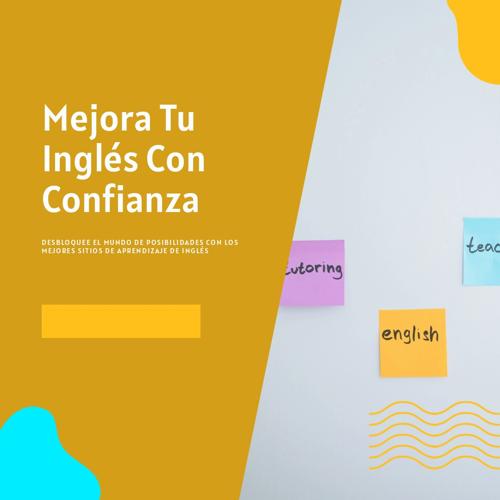 Mejora Tu
Inglés Con
Confianza
DESBLOQUEE EL MUNDO DE POSIBILIDADES CON LOS
MEJORES SITIOS DE APRENDIZAJE DE INGLÉS
tutoring
teac
english